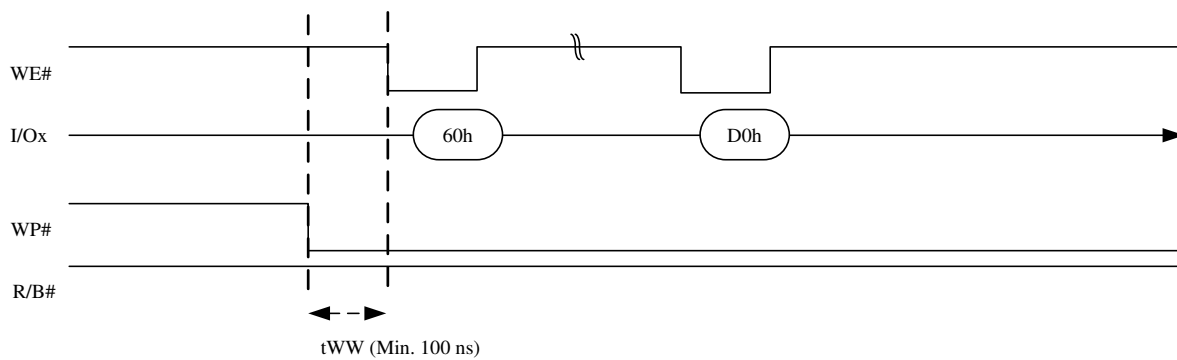 WE#
I/Ox
60h
D0h
WP#
R/B#
tWW (Min. 100 ns)